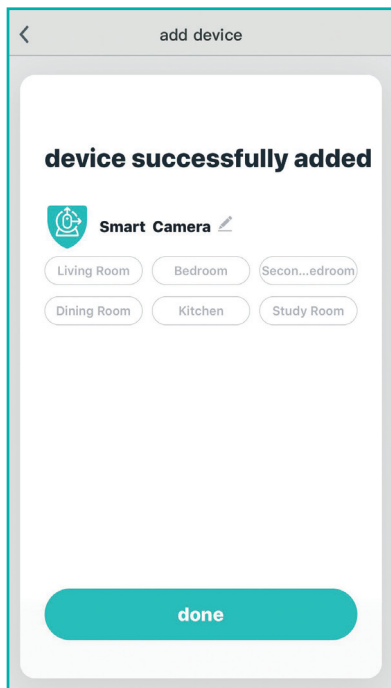 add device
device successfully added
Smart Camera
Living Room Bedroom Secon...edroom
Dining Room Kitchen Study Room
done